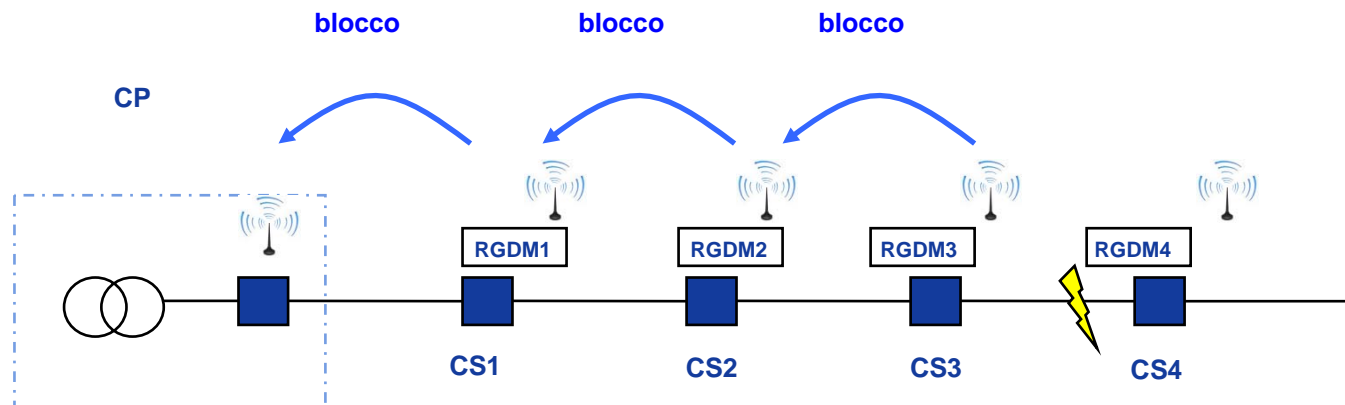 blocco blocco blocco
CP
RGDM1 RGDM2 RGDM3 RGDM4
CS1 CS2 CS3 CS4